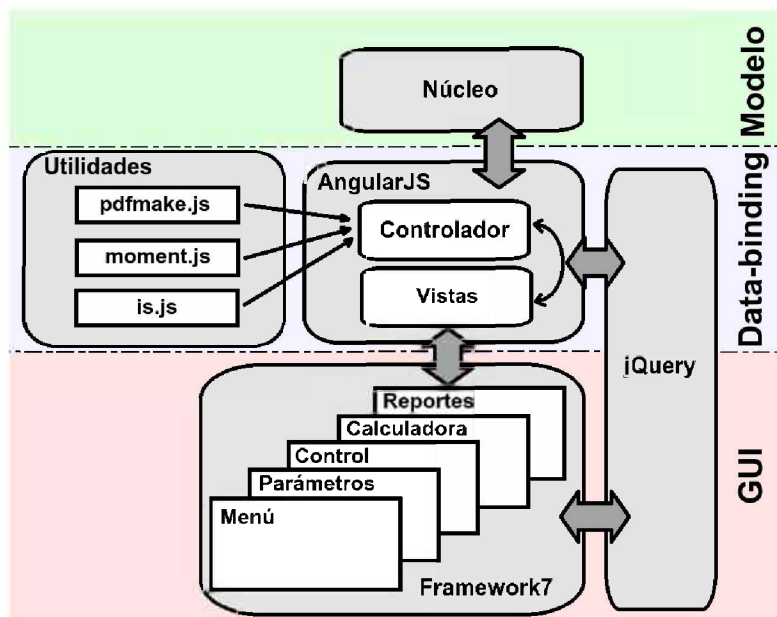 Núcleo
Modelo
Utilidades
pdfmake.js
moment.js
is.js
AngularJS
Controlador
Vistas
Data-binding
jQuery
Reportes
Calculadora
Control
Parámetros
Menú
Framework7
GUI